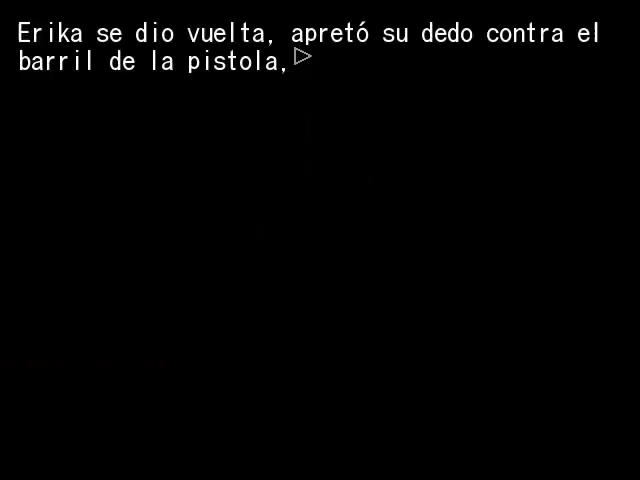 Erika se dio vuelta, apretó su dedo contra el
barril de la pistola,